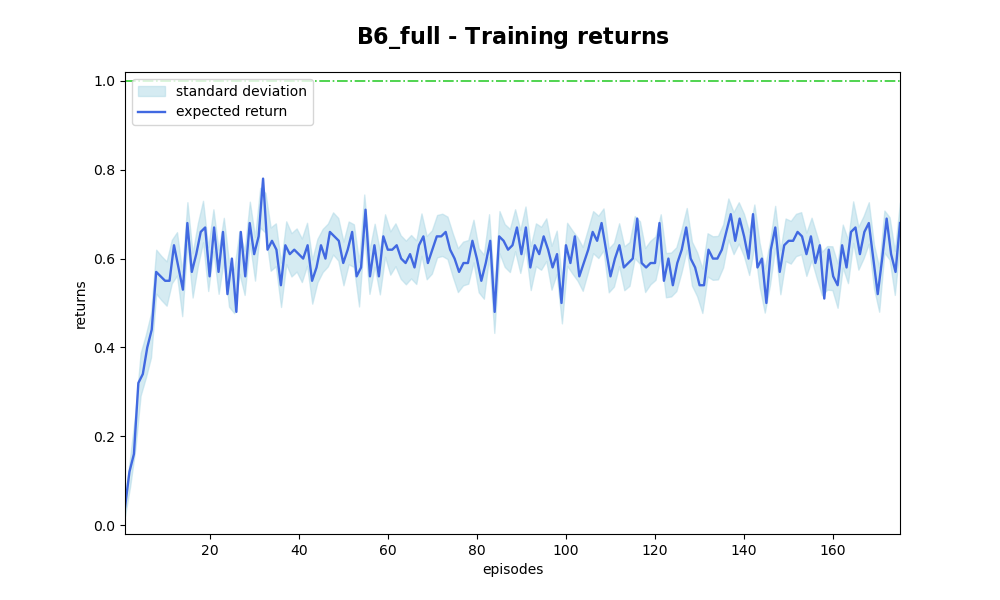 B6_full - Training returns
standard deviation
expected return
1.0
0.8
0.6
0.4
0.2
0.0
returns
20 40 60 80 100 120 140 160
episodes